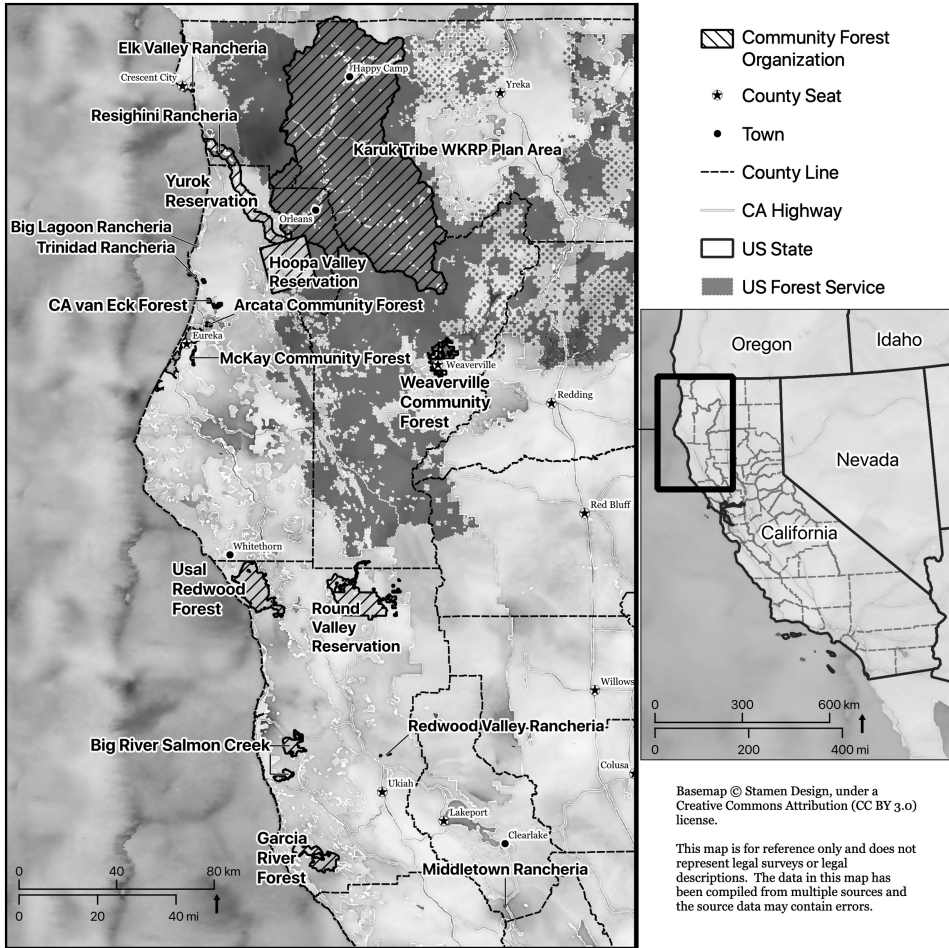 Elk Valley Rancheria
Crescent City
Happy Camp
Yreka
Resighini Rancheria
Karuk Tribe WKRP Plan Area
Yurok
Reservation
Orleans
Big Lagoon Rancheria
Trinidad Rancheria
Hoopa Valley
Reservation
CA van Eck Forest
Arcata Community Forest
Eureka
McKay Community Forest
Weaverville
Weaverville
Community
Forest
Redding
Red Bluff
Whitethorn
Usal
Redwood
Forest
Round
Valley
Reservation
Willows
Redwood Valley Rancheria
Big River Salmon Creek
Colusa
Ukiah
Lakeport
Clearlake
Garcia
River
Forest
Middletown Rancheria
0 40 80 km
0 20 40 mi
Community Forest
Organization
County Seat
Town
County Line
CA Highway
US State
US Forest Service
Oregon
Idaho
Nevada
California
0 300 600 km
0 200 400 mi
Basemap © Stamen Design, under a
Creative Commons Attribution (CC BY 3.0)
license.
This map is for reference only and does not
represent legal surveys or legal
descriptions. The data in this map has
been compiled from multiple sources and
the source data may contain errors.